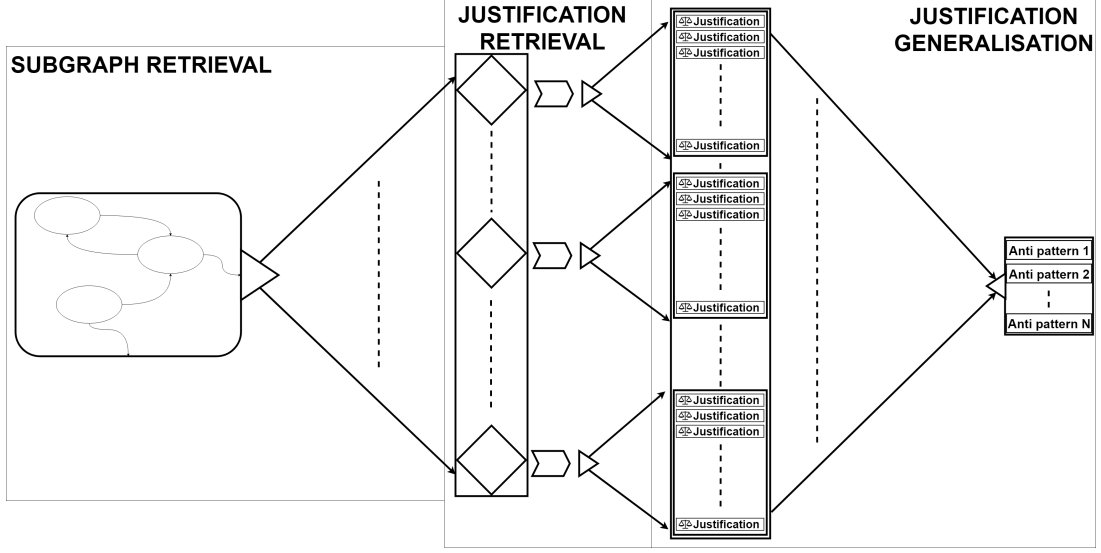 SUBGRAPH RETRIEVAL
JUSTIFICATION
RETRIEVAL
JUSTIFICATION
GENERALISATION
Justification
Justification
Justification
Justification
Justification
Justification
Justification
Justification
Justification
Justification
Justification
Justification
Anti pattern 1
Anti pattern 2
Anti pattern N